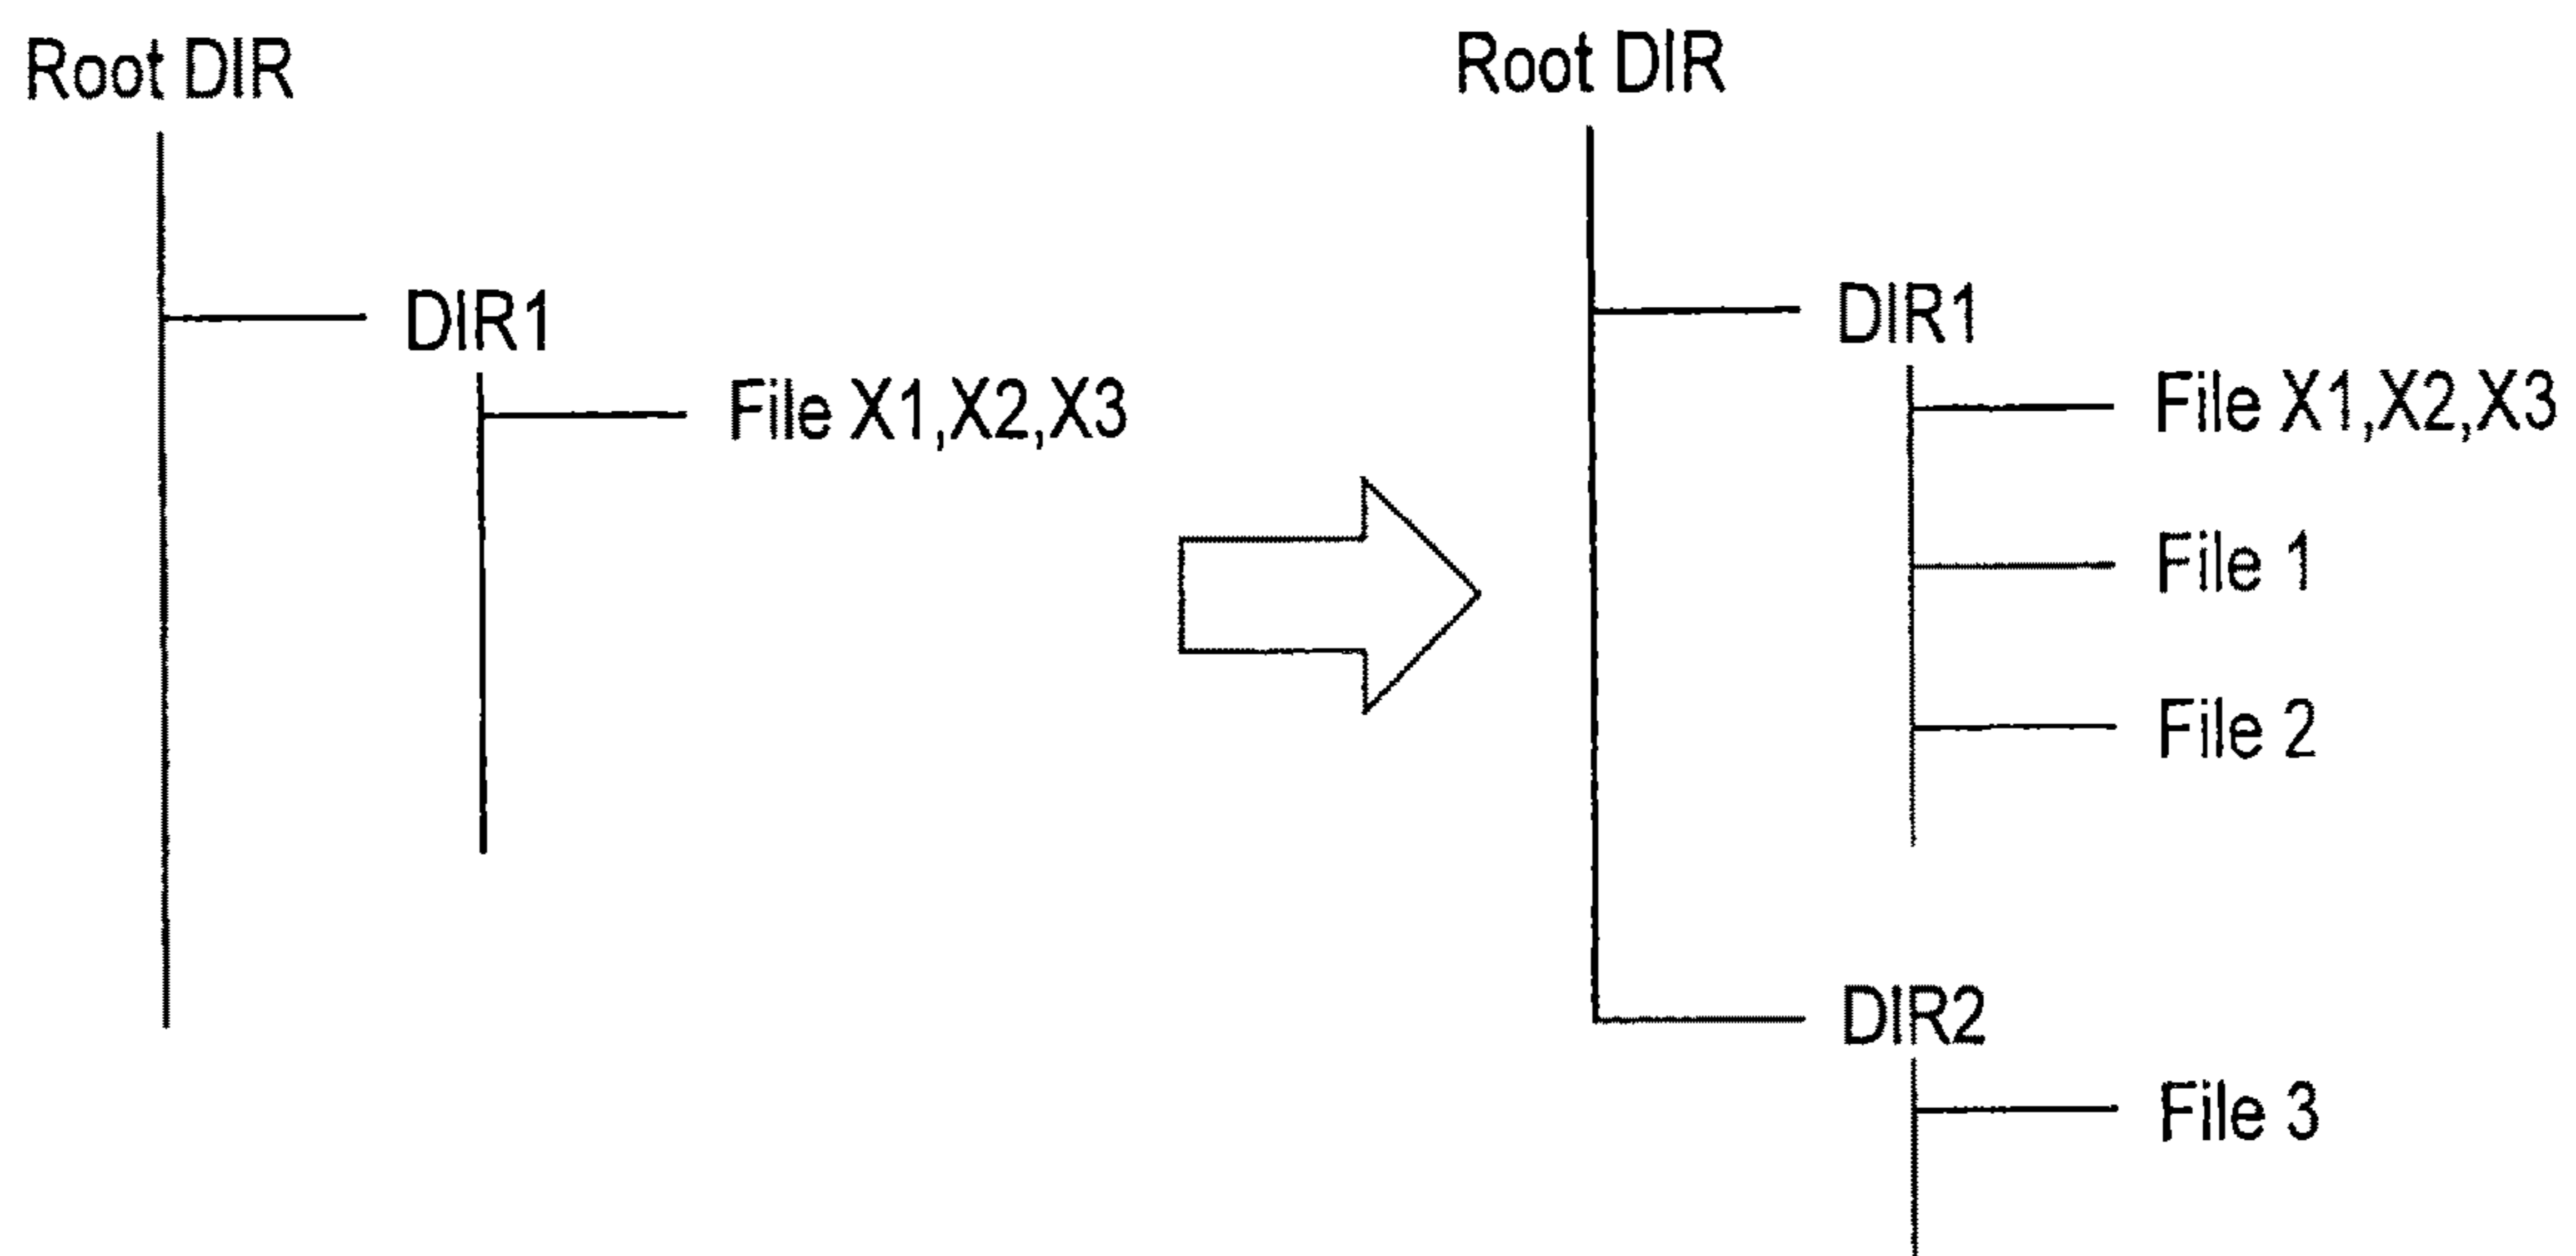 Root DIR
DIR1
File X1,X2,X3
Root DIR
DIR1
File X1,X2,X3
File 1
File 2
DIR2
File 3